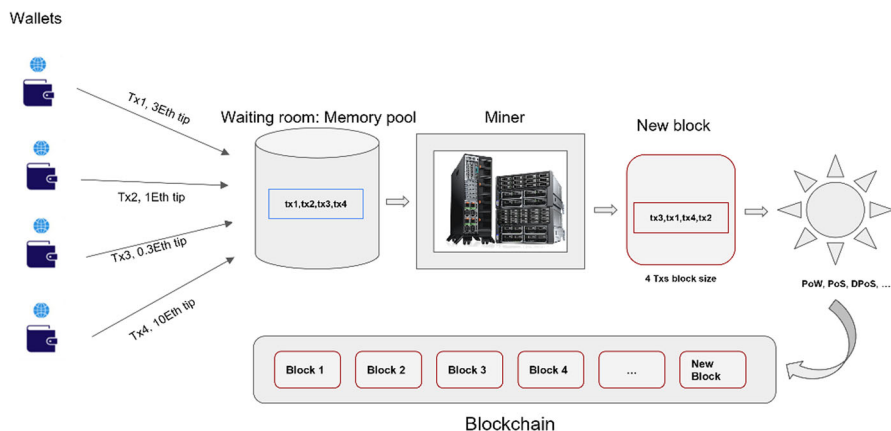 Wallets
Tx1, 3Eth tip
Tx2, 1Eth tip
Tx3, 0.3Eth tip
Tx4, 10Eth tip
Waiting room: Memory pool
tx1,tx2,tx3,tx4
Miner
New block
tx3,tx1,tx4,tx2
4 Txs block size
PoW, PoS, DPoS, ...
Block 1
Block 2
Block 3
Block 4
...
New
Block
Blockchain